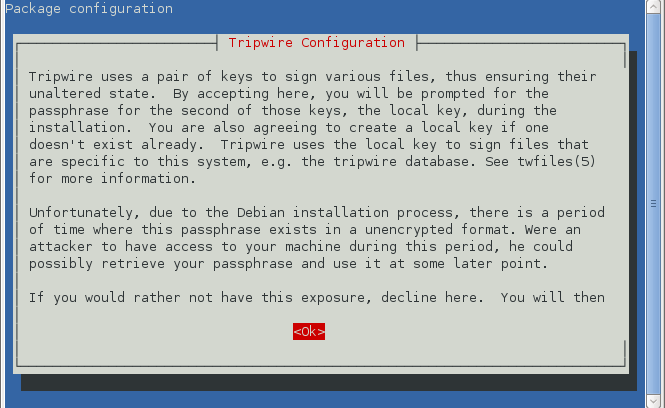 Package configuration
Tripwire Configuration
Tripwire uses a pair of keys to sign various files, thus ensuring their
unaltered state.  By accepting here, you will be prompted for the
passphrase for the second of those keys, the local key, during the
installation.  You are also agreeing to create a local key if one
doesn't exist already.  Tripwire uses the local key to sign files that
are specific to this system, e.g. the tripwire database. See twfiles(5)
for more information.
Unfortunately, due to the Debian installation process, there is a period
of time where this passphrase exists in a unencrypted format. Were an
attacker to have access to your machine during this period, he could
possibly retrieve your passphrase and use it at some later point.
If you would rather not have this exposure, decline here.  You will then
<Ok>